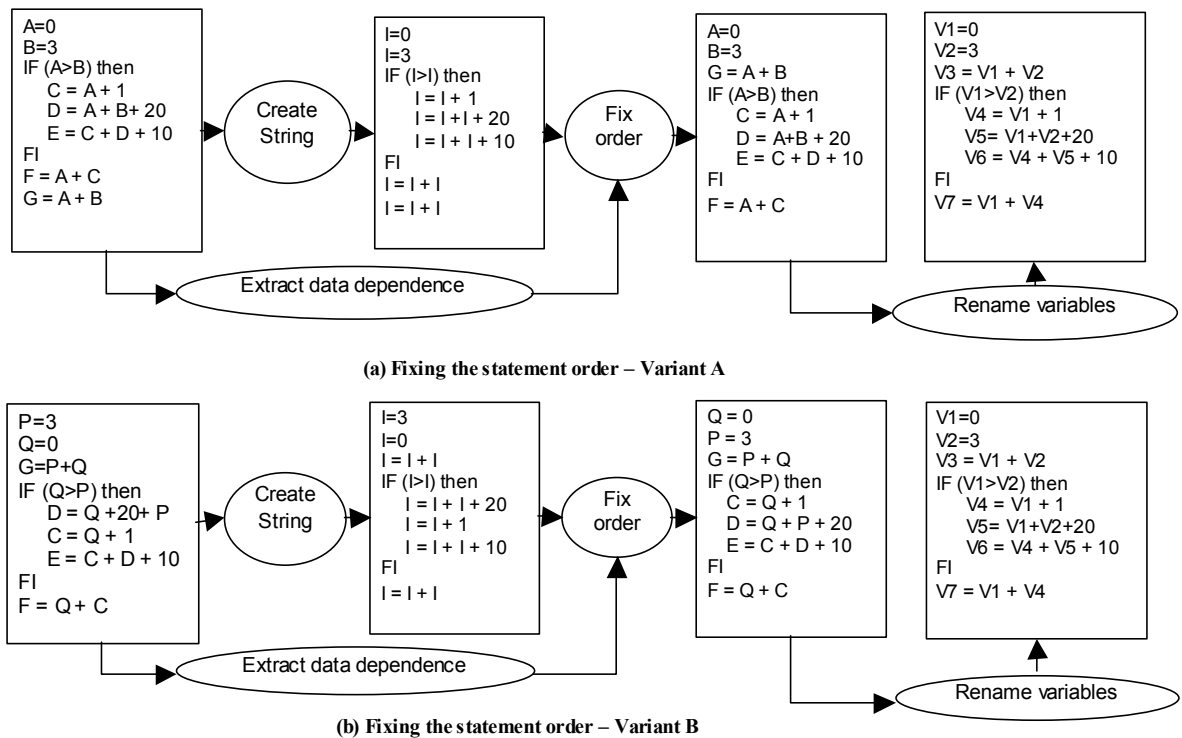 A=0
B=3
IF (A>B) then
C = A + 1
D = A + B+ 20
E = C + D + 10
FI
F = A + C
G = A + B
Create
String
I=0
I=3
IF (I>I) then
I = I + 1
I = I +I + 20
I = I + I + 10
FI
I = I + I
I = I + I
Fix
order
A=0
B=3
G = A + B
IF (A>B) then
C = A + 1
D = A+B + 20
E = C + D + 10
FI
F = A + C
V1=0
V2=3
V3 = V1 + V2
IF (V1>V2) then
V4 = V1 + 1
V5= V1+V2+20
V6 = V4 + V5 + 10
FI
V7 = V1 + V4
Extract data dependence
Rename variables
(a) Fixing the statement order – Variant A
P=3
Q=0
G=P+Q
IF (Q>P) then
D = Q +20+ P
C = Q + 1
E = C + D + 10
FI
F = Q + C
Create
String
I=3
I=0
I = I + I
IF (I>I) then
I = I + I + 20
I = I + 1
I = I + I + 10
FI
I = I + I
Fix
order
Q = 0
P = 3
G = P + Q
IF (Q>P) then
C = Q + 1
D = Q + P + 20
E = C + D + 10
FI
F = Q + C
V1=0
V2=3
V3 = V1 + V2
IF (V1>V2) then
V4 = V1 + 1
V5= V1+V2+20
V6 = V4 + V5 + 10
FI
V7 = V1 + V4
Extract data dependence
Rename variables
(b) Fixing the statement order – Variant B